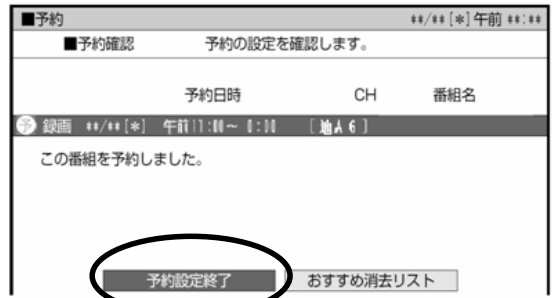 ■予約 **/**[*]午前 **:**
■予約確認 予約の設定を確認します。
予約日時 CH 番組名
予 録画 **/**[*] 午前11:00～ 0:00 [地A 6]
この番組を予約しました。
予約設定終了 おすすめ消去リスト